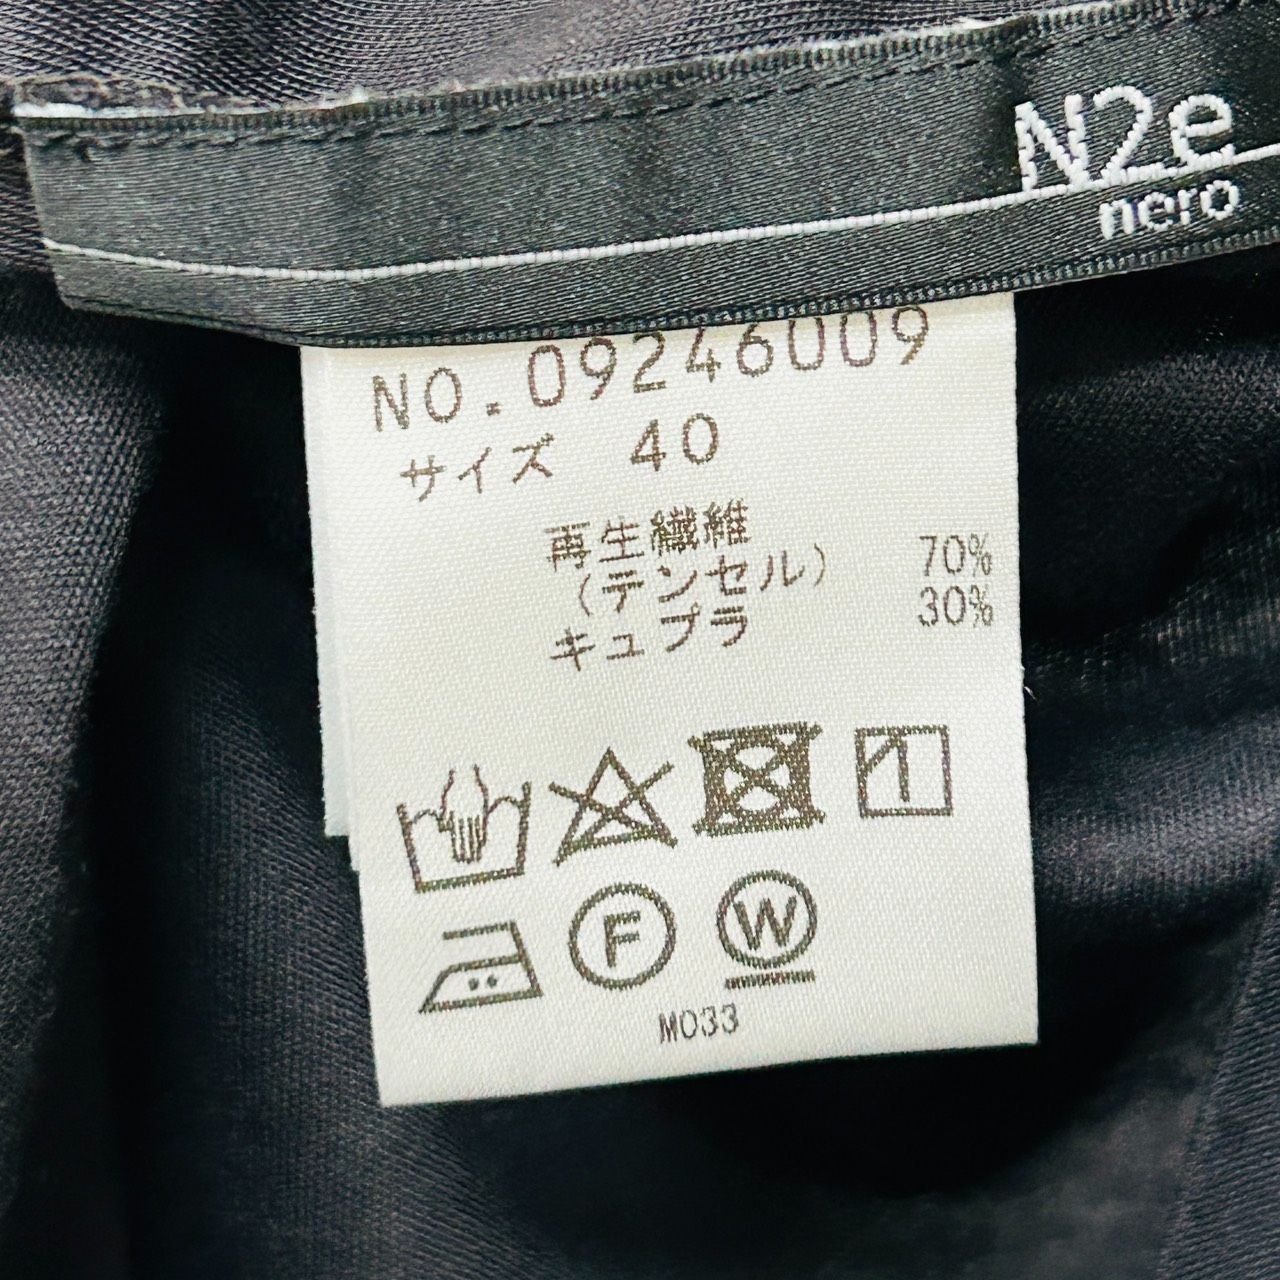 N2e
nero
NO.09246009
サイズ 40
再生繊維
(テンセル) 70%
キュプラ 30%
F W
M033